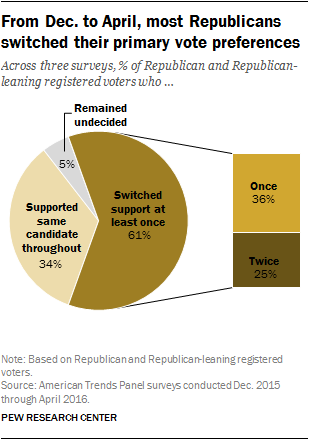 From Dec. to April, most Republicans
switched their primary vote preferences
Across three surveys, % of Republican and Republican-
leaning registered voters who ...
Remained
undecided
5%
Switched
support at
least once
61%
Supported
same
candidate
throughout
34%
Once
36%
Twice
25%
Note: Based on Republican and Republican-leaning registered
voters.
Source: American Trends Panel surveys conducted Dec. 2015
through April 2016.
PEW RESEARCH CENTER